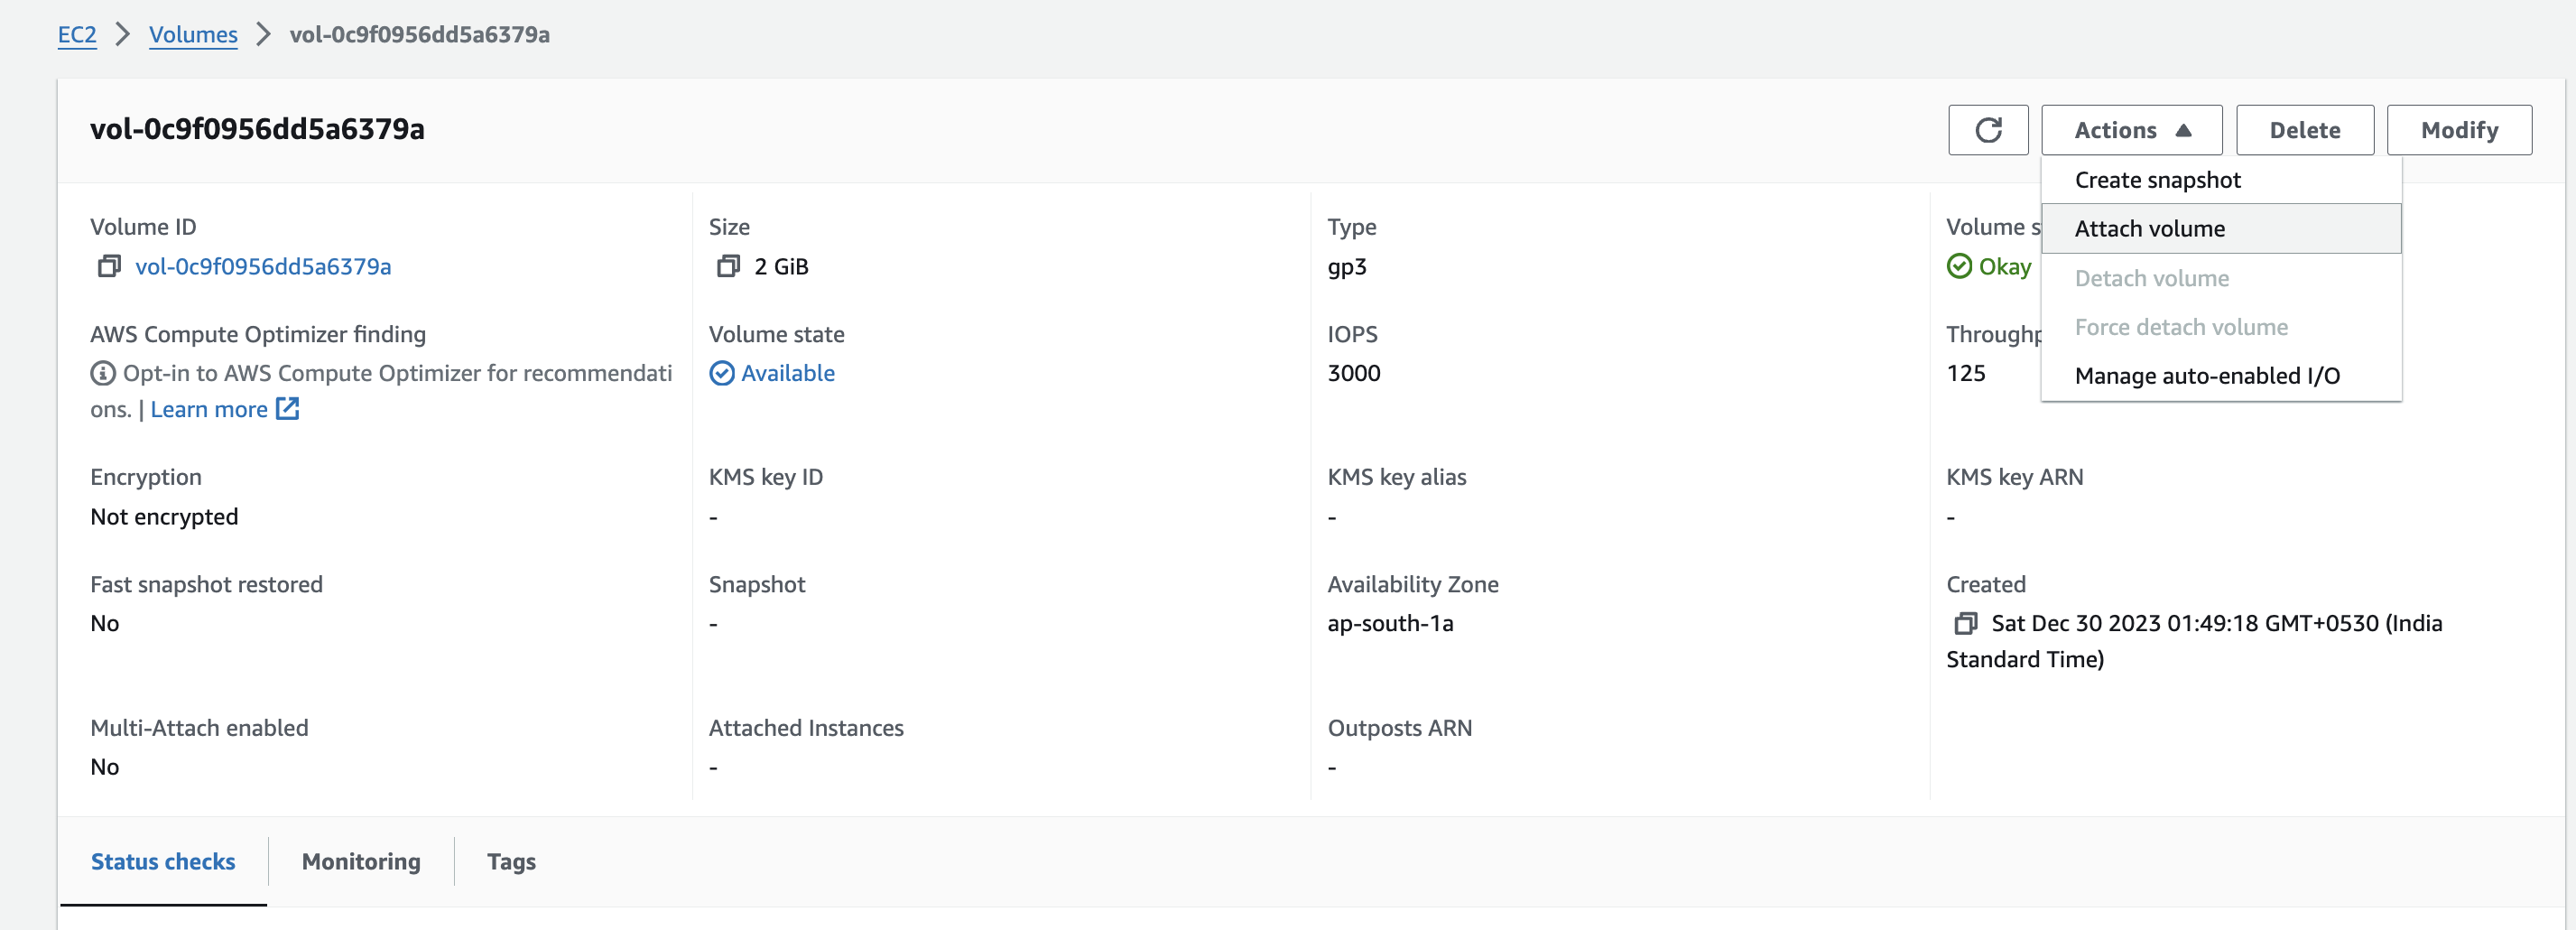 EC2 > Volumes > vol-0c9f0956dd5a6379a
vol-0c9f0956dd5a6379a
Actions
Delete
Modify
Create snapshot
Attach volume
Detach volume
Force detach volume
Manage auto-enabled I/O
Volume ID
vol-0c9f0956dd5a6379a
Size
2 GiB
Type
gp3
Volume s
Okay
AWS Compute Optimizer finding
Opt-in to AWS Compute Optimizer for recommendati
ons. | Learn more
Volume state
Available
IOPS
3000
Throughp
125
Encryption
Not encrypted
KMS key ID
-
KMS key alias
-
KMS key ARN
-
Fast snapshot restored
No
Snapshot
-
Availability Zone
ap-south-1a
Created
Sat Dec 30 2023 01:49:18 GMT+0530 (India
Standard Time)
Multi-Attach enabled
No
Attached Instances
-
Outposts ARN
-
Status checks
Monitoring
Tags